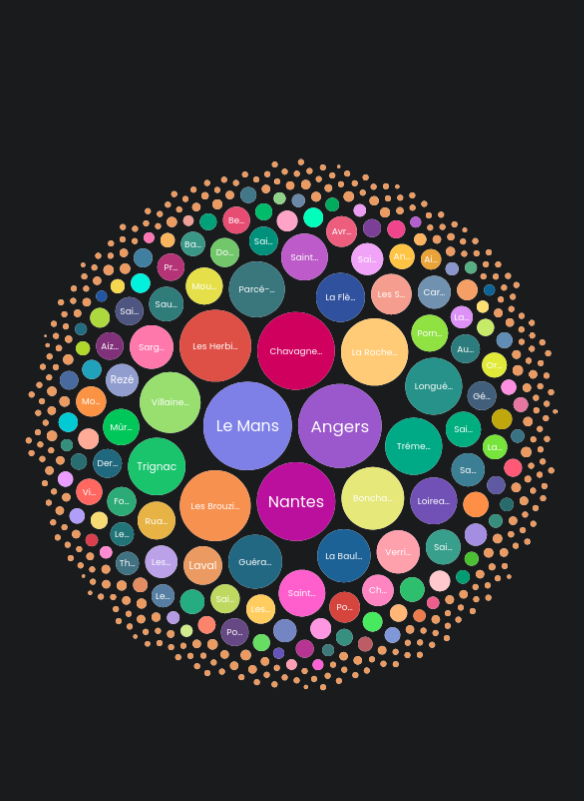 Be...
Avr...
Sai...
Ba...
Do...
Saint...
Sai...
An...
Ai...
Pr...
Mou...
Parcé-...
La Flè...
Les S...
Car...
Sai...
Sau...
La...
Porn...
Aiz...
Sarg...
Les Herbi...
Chavagne...
La Roche...
Au...
Or...
Rezé
Longué...
Gé...
Mo...
Villaine...
Mûr...
Le Mans
Angers
Sai...
Tréme...
La...
Der...
Trignac
Sa...
Vi...
Fo...
Les Brouzi...
Nantes
Boncha...
Loirea...
Rua...
Le...
Sai...
Th...
Les...
Laval
Guéra...
La Baul...
Verri...
Le...
Sai...
Les...
Saint...
Po...
Ch...
Po...